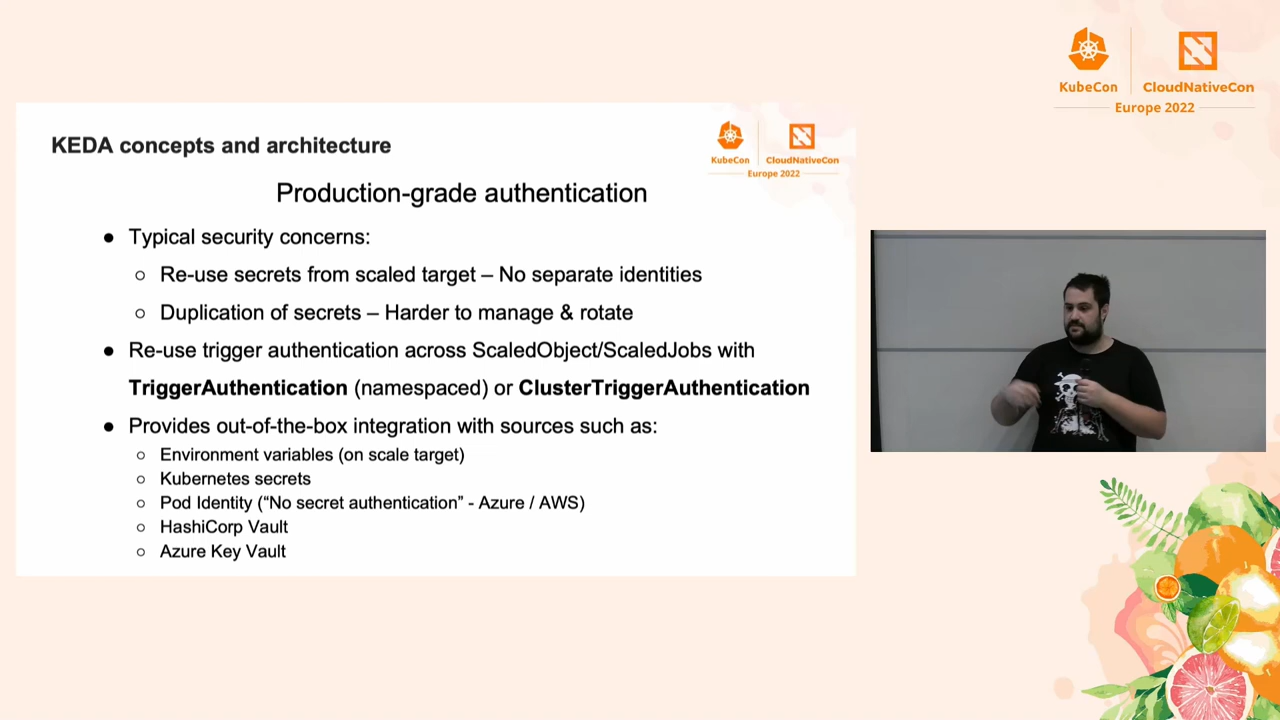 KubeCon
CloudNativeCon
Europe 2022
KEDA concepts and architecture
KubeCon
CloudNativeCon
Europe 2022
Production-grade authentication
● Typical security concerns:
○ Re-use secrets from scaled target – No separate identities
○ Duplication of secrets – Harder to manage & rotate
● Re-use trigger authentication across ScaledObject/ScaledJobs with
TriggerAuthentication (namespaced) or ClusterTriggerAuthentication
● Provides out-of-the-box integration with sources such as:
○ Environment variables (on scale target)
○ Kubernetes secrets
○ Pod Identity (“No secret authentication” - Azure / AWS)
○ HashiCorp Vault
○ Azure Key Vault